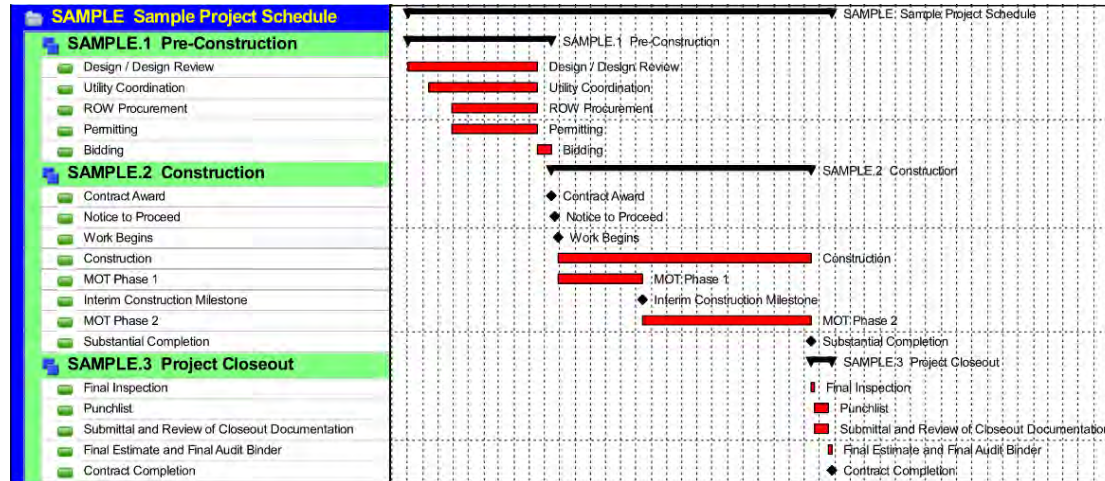 SAMPLE Sample Project Schedule
SAMPLE: Sample Project Schedule
SAMPLE.1 Pre-Construction
SAMPLE.1 Pre-Construction
Design / Design Review
Design / Design Review
Utility Coordination
Utility Coordination
ROW Procurement
ROW Procurement
Permitting
Permitting
Bidding
Bidding
SAMPLE.2 Construction
SAMPLE.2 Construction
Contract Award
Contract Award
Notice to Proceed
Notice to Proceed
Work Begins
Work Begins
Construction
Construction
MOT Phase 1
MOT Phase 1
Interim Construction Milestone
Interim Construction Milestone
MOT Phase 2
MOT Phase 2
Substantial Completion
Substantial Completion
SAMPLE.3 Project Closeout
SAMPLE.3 Project Closeout
Final Inspection
Final Inspection
Punchlist
Punchlist
Submittal and Review of Closeout Documentation
Submittal and Review of Closeout Documentation
Final Estimate and Final Audit Binder
Final Estimate and Final Audit Binder
Contract Completion
Contract Completion